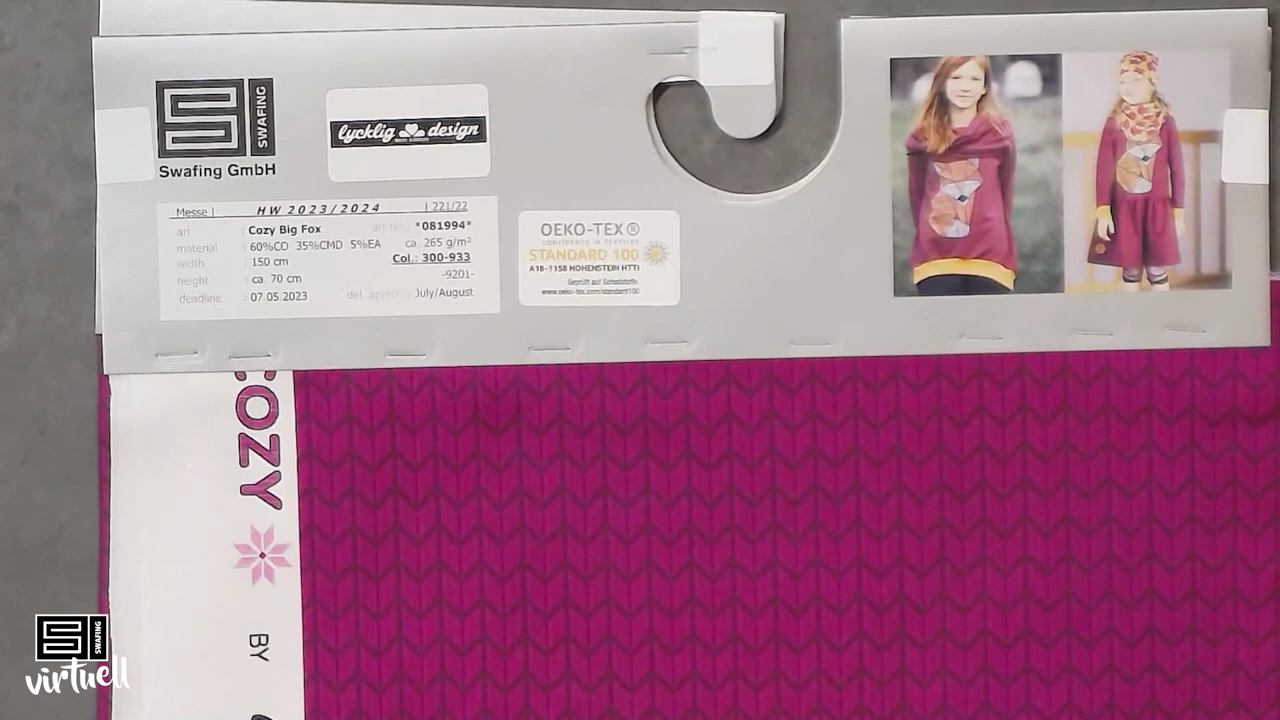 SWAFING
Swafing GmbH
lycklig design
Messe | HW 2023/2024 | 221/22
art. : Cozy Big Fox art.No.: *081994*
material : 60%CO 35%CMD 5%EA ca. 265 g/m²
width : 150 cm Col.: 300-933
height : ca. 70 cm -9201-
deadline : 07.05.2023 del. approx.: July/August
OEKO-TEX®
CONFIDENCE IN TEXTILES
STANDARD 100
A18-1158 HOHENSTEIN HTTI
Geprüft auf Schadstoffe.
www.oeko-tex.com/standard100
COZY
BY
SWAFING
virtuell